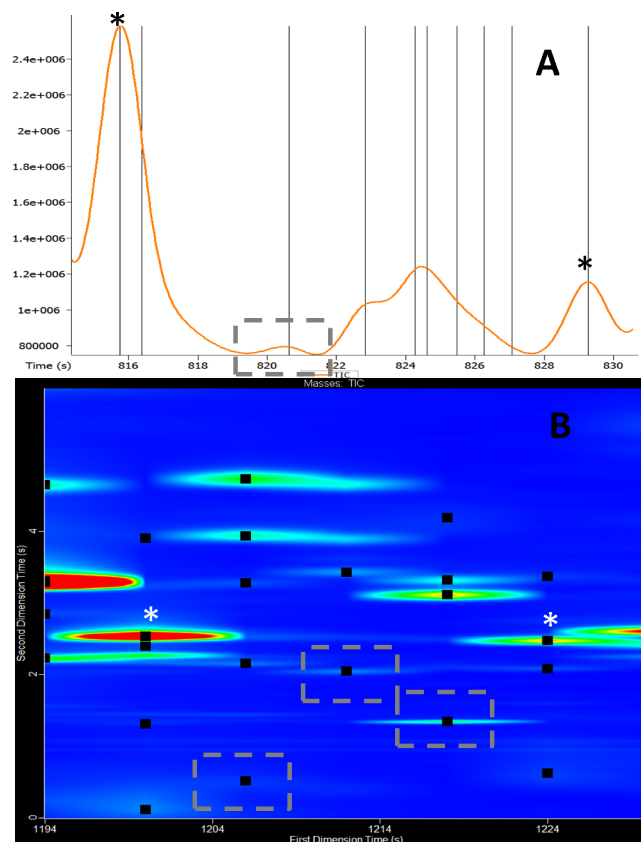 *
A
2.4e+006
2.2e+006
2e+006
1.8e+006
1.6e+006
1.4e+006
*
1.2e+006
1e+006
800000
Time (s) 816 818 820 822 824 826 828 830
TIC
Masses: TIC
B
Second Dimension Time (s)
4
*
*
2
0
1194 1204 1214 1224
First Dimension Time (s)